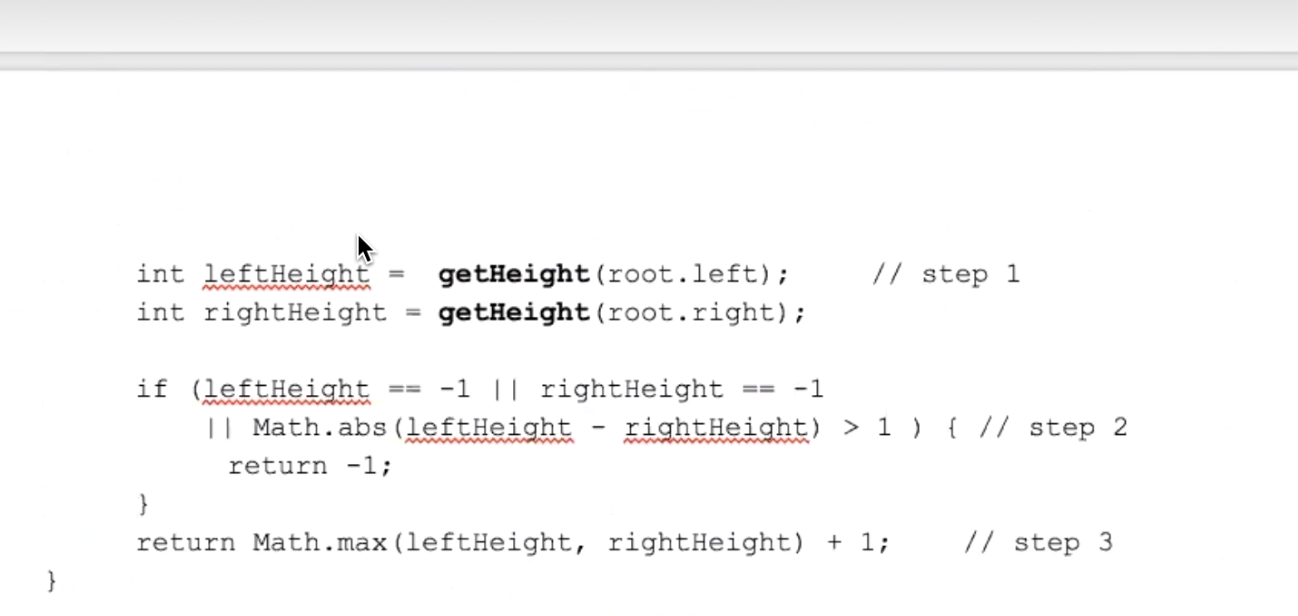 int leftHeight =  getHeight(root.left);     // step 1
int rightHeight = getHeight(root.right);
if (leftHeight == -1 || rightHeight == -1
|| Math.abs(leftHeight - rightHeight) > 1 ) { // step 2
return -1;
}
return Math.max(leftHeight, rightHeight) + 1;    // step 3
}